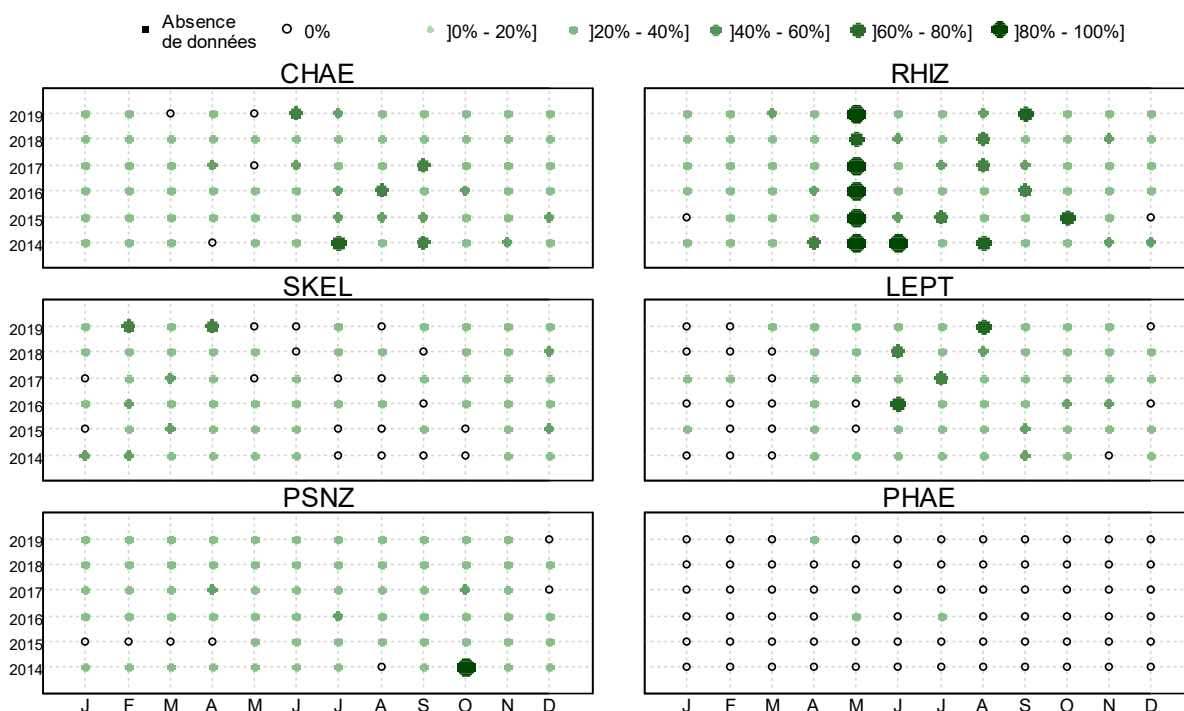 Absence
de données
0%
]0% - 20%]
]20% - 40%]
]40% - 60%]
]60% - 80%]
]80% - 100%]
CHAE
RHIZ
2019
2018
2017
2016
2015
2014
SKEL
LEPT
2019
2018
2017
2016
2015
2014
PSNZ
PHAE
2019
2018
2017
2016
2015
2014
J F M A M J J A S O N D
J F M A M J J A S O N D